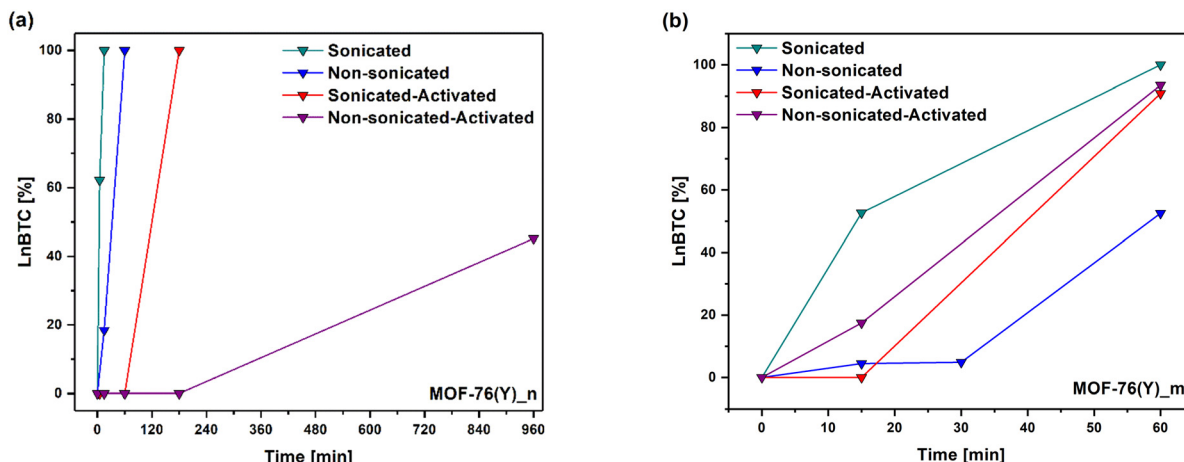 (a)
LnBTC [%]
100
80
60
40
20
0
Sonicated
Non-sonicated
Sonicated-Activated
Non-sonicated-Activated
MOF-76(Y)_n
0 120 240 360 480 600 720 840 960
Time [min]
(b)
LnBTC [%]
100
80
60
40
20
0
Sonicated
Non-sonicated
Sonicated-Activated
Non-sonicated-Activated
MOF-76(Y)_m
0 10 20 30 40 50 60
Time [min]